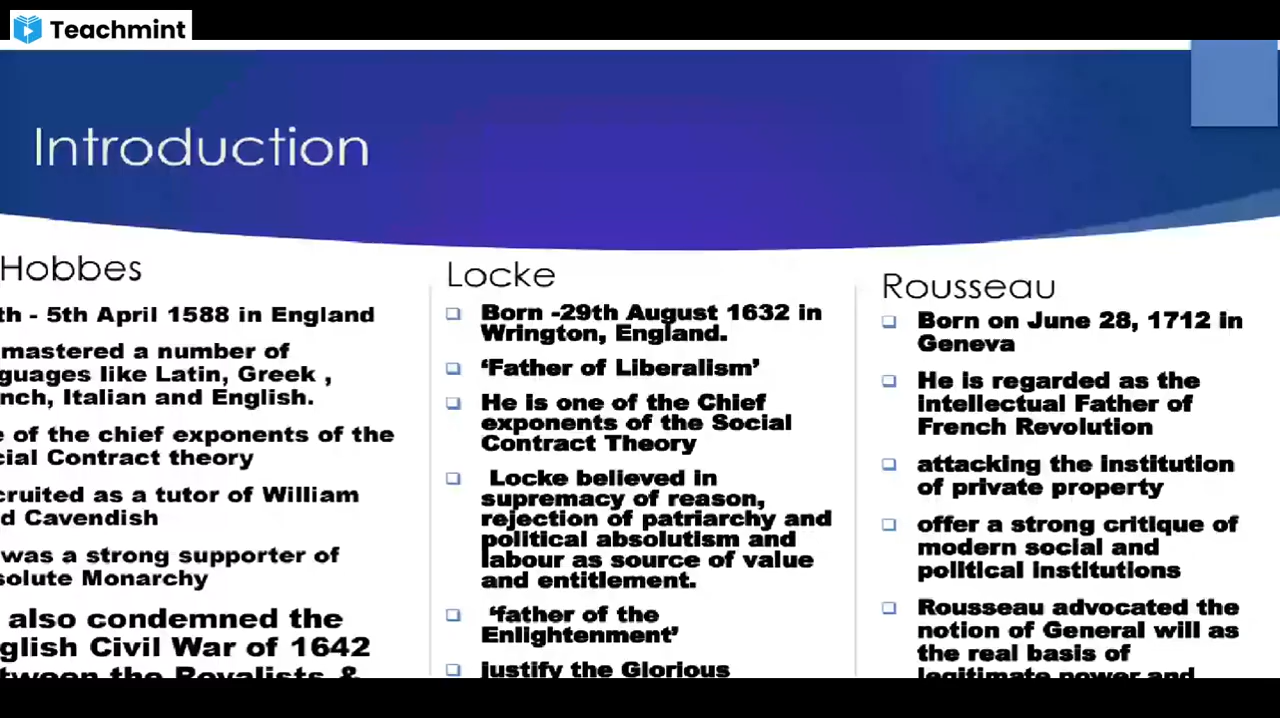 Teachmint
Introduction
Hobbes
th - 5th April 1588 in England
mastered a number of
guages like Latin, Greek ,
nch, Italian and English.
e of the chief exponents of the
cial Contract theory
cruited as a tutor of William
d Cavendish
was a strong supporter of
solute Monarchy
also condemned the
glish Civil War of 1642
tween the Royalists &
Locke
Born -29th August 1632 in
Wrington, England.
‘Father of Liberalism’
He is one of the Chief
exponents of the Social
Contract Theory
Locke believed in
supremacy of reason,
rejection of patriarchy and
political absolutism and
labour as source of value
and entitlement.
‘father of the
Enlightenment’
justify the Glorious
Rousseau
Born on June 28, 1712 in
Geneva
He is regarded as the
intellectual Father of
French Revolution
attacking the institution
of private property
offer a strong critique of
modern social and
political institutions
Rousseau advocated the
notion of General will as
the real basis of
legitimate power and